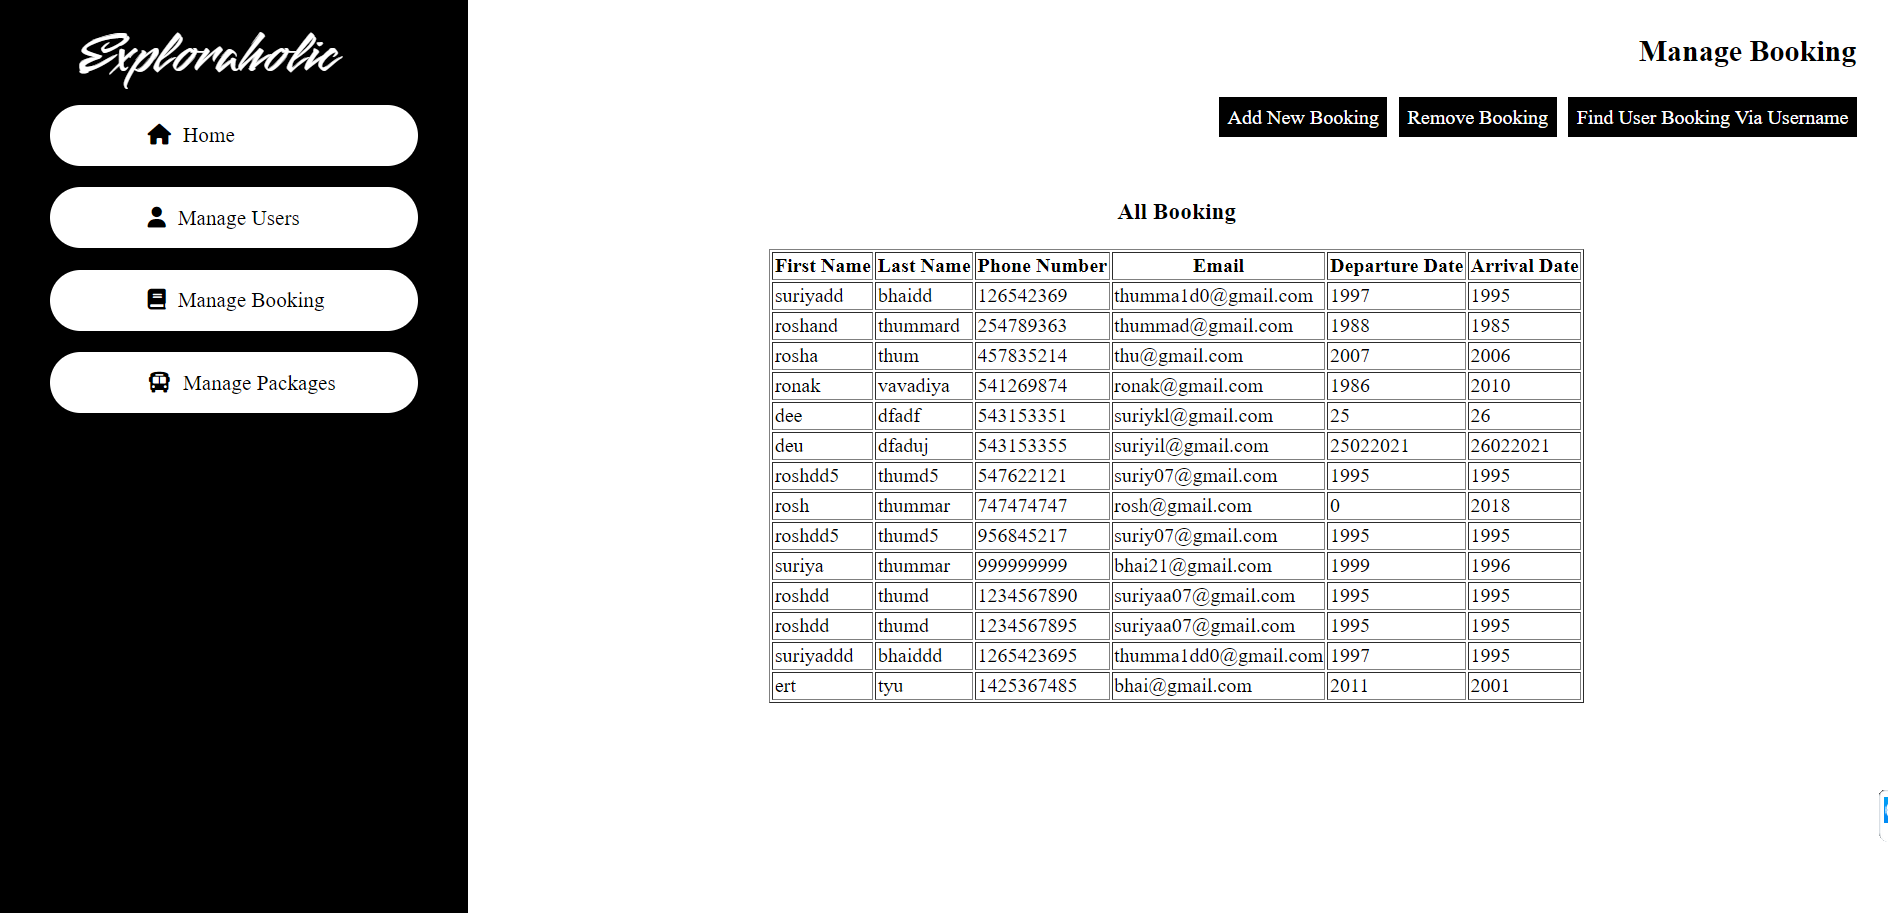 Exploraholic
Home
Manage Users
Manage Booking
Manage Packages
Manage Booking
Add New Booking Remove Booking Find User Booking Via Username
All Booking
First Name Last Name Phone Number Email Departure Date Arrival Date
suriyadd bhaidd 126542369 thumma1d0@gmail.com 1997 1995
roshand thummard 254789363 thummad@gmail.com 1988 1985
rosha thum 457835214 thu@gmail.com 2007 2006
ronak vavadiya 541269874 ronak@gmail.com 1986 2010
dee dfadf 543153351 suriykl@gmail.com 25 26
deu dfaduj 543153355 suriyil@gmail.com 25022021 26022021
roshdd5 thumd5 547622121 suriy07@gmail.com 1995 1995
rosh thummar 747474747 rosh@gmail.com 0 2018
roshdd5 thumd5 956845217 suriy07@gmail.com 1995 1995
suriya thummar 999999999 bhai21@gmail.com 1999 1996
roshdd thumd 1234567890 suriyaa07@gmail.com 1995 1995
roshdd thumd 1234567895 suriyaa07@gmail.com 1995 1995
suriyaddd bhaiddd 1265423695 thumma1dd0@gmail.com 1997 1995
ert tyu 1425367485 bhai@gmail.com 2011 2001